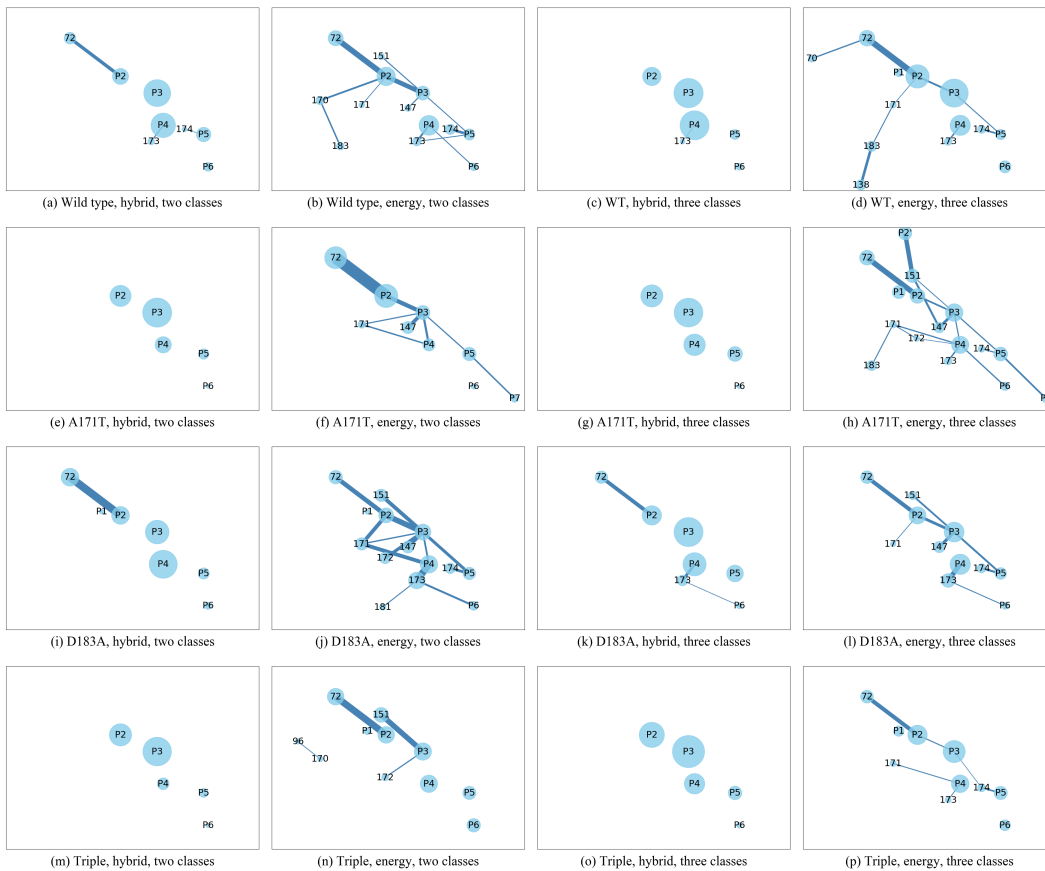 72
P2
P3
P4
174
P5
173
P6
(a) Wild type, hybrid, two classes
72
151
P2
P3
170
171
147
P4
174
P5
173
183
P6
(b) Wild type, energy, two classes
P2
P3
P4
P5
173
P6
(c) WT, hybrid, three classes
72
70
P1
P2
P3
171
P4
174
P5
173
183
P6
138
(d) WT, energy, three classes
P2
P3
P4
P5
P6
(e) A171T, hybrid, two classes
72
P2
P3
171
147
P4
P5
P6
P7
(f) A171T, energy, two classes
P2
P3
P4
P5
P6
(g) A171T, hybrid, three classes
P2'
72
151
P1
P2
P3
171
147
172
P4
174
P5
173
183
P6
(h) A171T, energy, three classes
72
P1
P2
P3
P4
P5
P6
(i) D183A, hybrid, two classes
72
151
P1
P2
P3
171
147
172
P4
174
P5
173
181
P6
(j) D183A, energy, two classes
72
P2
P3
P4
P5
173
P6
(k) D183A, hybrid, three classes
72
151
P2
P3
171
147
P4
174
P5
173
P6
(l) D183A, energy, three classes
P2
P3
P4
P5
P6
(m) Triple, hybrid, two classes
72
151
P1
P2
96
P3
170
172
P4
P5
P6
(n) Triple, energy, two classes
P2
P3
P4
P5
P6
(o) Triple, hybrid, three classes
72
P1
P2
P3
171
P4
174
P5
173
P6
(p) Triple, energy, three classes